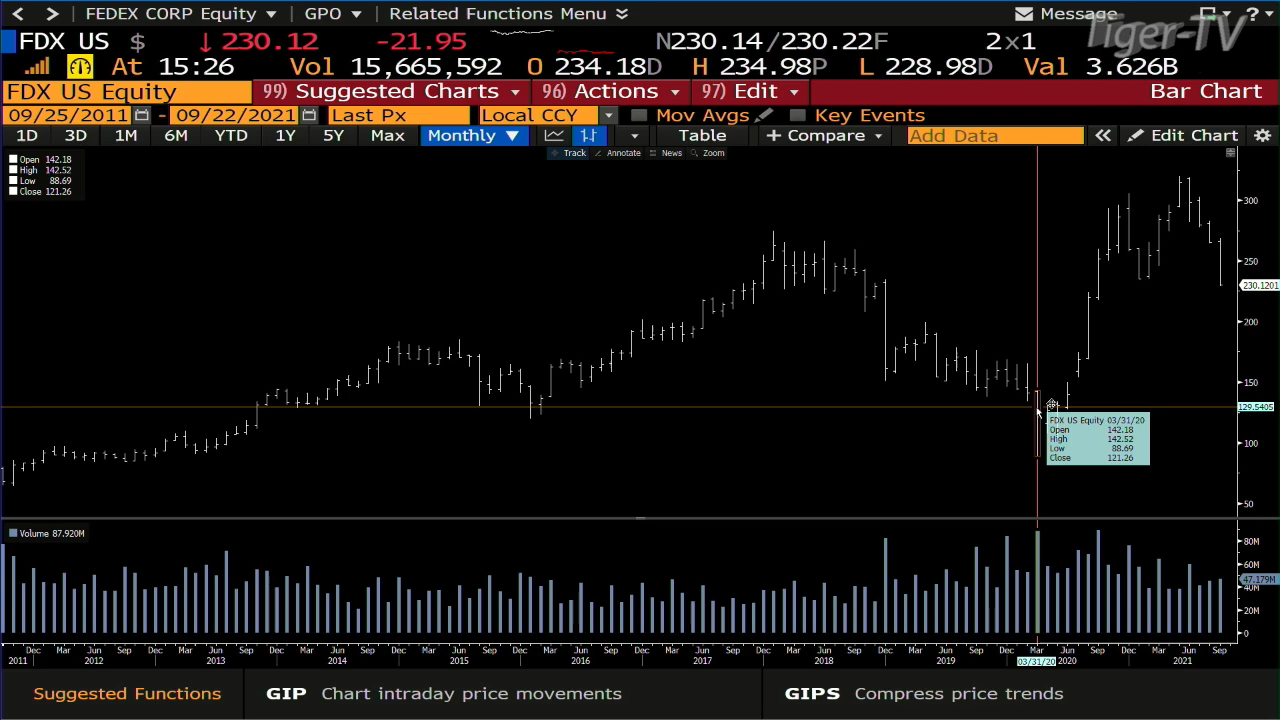 FEDEX CORP Equity GPO Related Functions Menu Message ?
Tiger-TV
FDX US $ ↓ 230.12 -21.95 N230.14/230.22F 2x1
At 15:26 Vol 15,665,592 O 234.18D H 234.98P L 228.98D Val 3.626B
FDX US Equity 99) Suggested Charts 96) Actions 97) Edit Bar Chart
09/25/2011 - 09/22/2021 Last Px Local CCY Mov Avgs Key Events
1D 3D 1M 6M YTD 1Y 5Y Max Monthly ▼ Table + Compare Add Data « Edit Chart
Track Annotate News Zoom
Open 142.18
High 142.52
Low 88.69
Close 121.26
300
250
230.1201
200
150
129.5405
100
50
FDX US Equity 03/31/20
Open 142.18
High 142.52
Low 88.69
Close 121.26
Volume 87.920M
80M
60M
47.179M
40M
20M
0
Dec Mar Jun Sep Dec Mar Jun Sep Dec Mar Jun Sep Dec Mar Jun Sep Dec Mar Jun Sep Dec Mar Jun Sep Dec Mar Jun Sep Dec Mar Jun Sep Dec Mar Jun Sep Dec Mar Jun Sep
2011 2012 2013 2014 2015 2016 2017 2018 2019 03/31/20 2020 2021
Suggested Functions GIP Chart intraday price movements GIPS Compress price trends